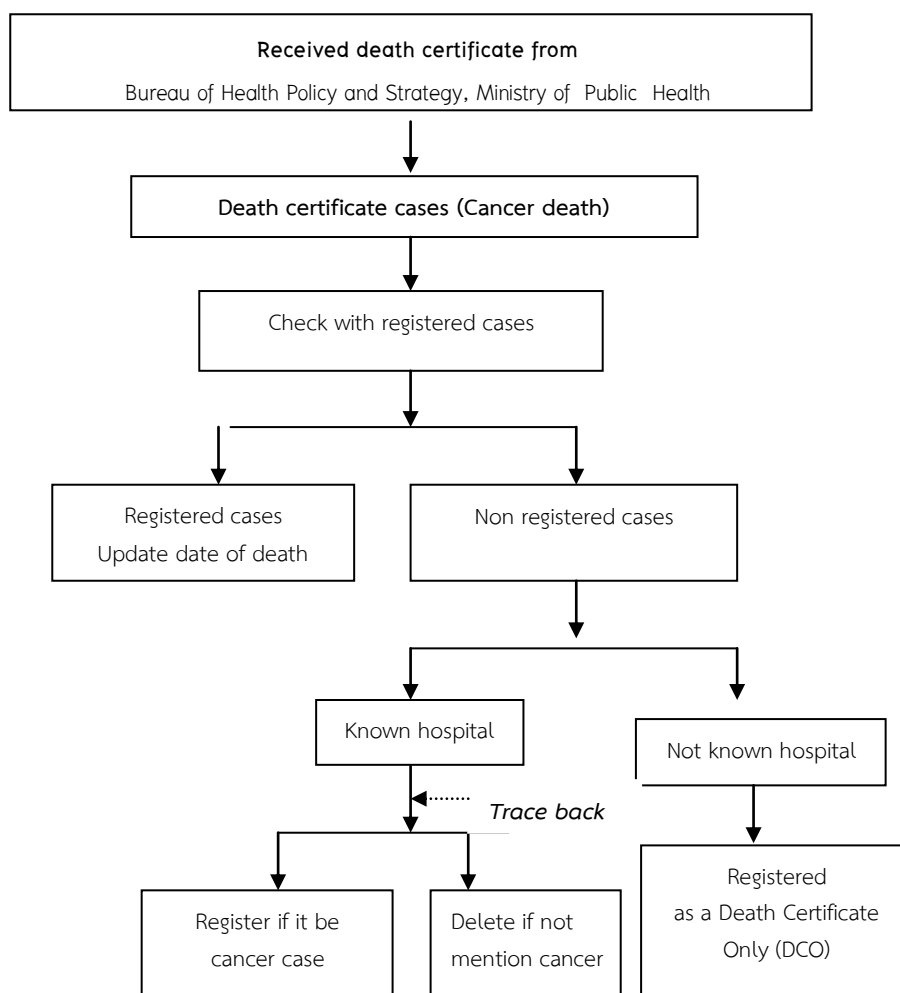 Received death certificate from
Bureau of Health Policy and Strategy, Ministry of Public Health
Death certificate cases (Cancer death)
Check with registered cases
Registered cases
Update date of death
Non registered cases
Known hospital
Not known hospital
Trace back
Register if it be
cancer case
Delete if not
mention cancer
Registered
as a Death Certificate
Only (DCO)